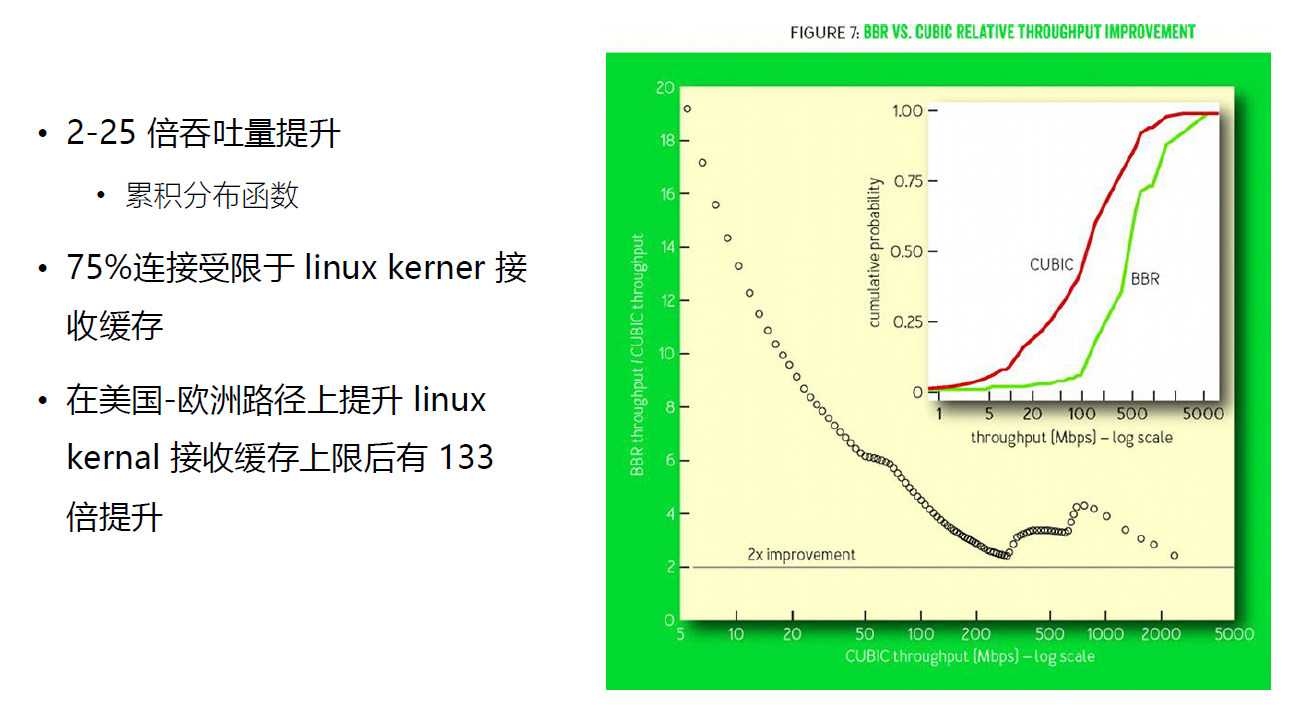 • 2-25 倍吞吐量提升
• 累积分布函数
• 75%连接受限于 linux kerner 接
收缓存
• 在美国-欧洲路径上提升 linux
kernal 接收缓存上限后有 133
倍提升
FIGURE 7: BBR VS. CUBIC RELATIVE THROUGHPUT IMPROVEMENT
BBR throughput / CUBIC throughput
20
18
16
14
12
10
8
6
4
2
0
2x improvement
5 10 20 50 100 200 500 1000 2000 5000
CUBIC throughput (Mbps) – log scale
cumulative probability
1.00
0.75
0.50
0.25
0
CUBIC
BBR
1 5 20 100 500 5000
throughput (Mbps) – log scale